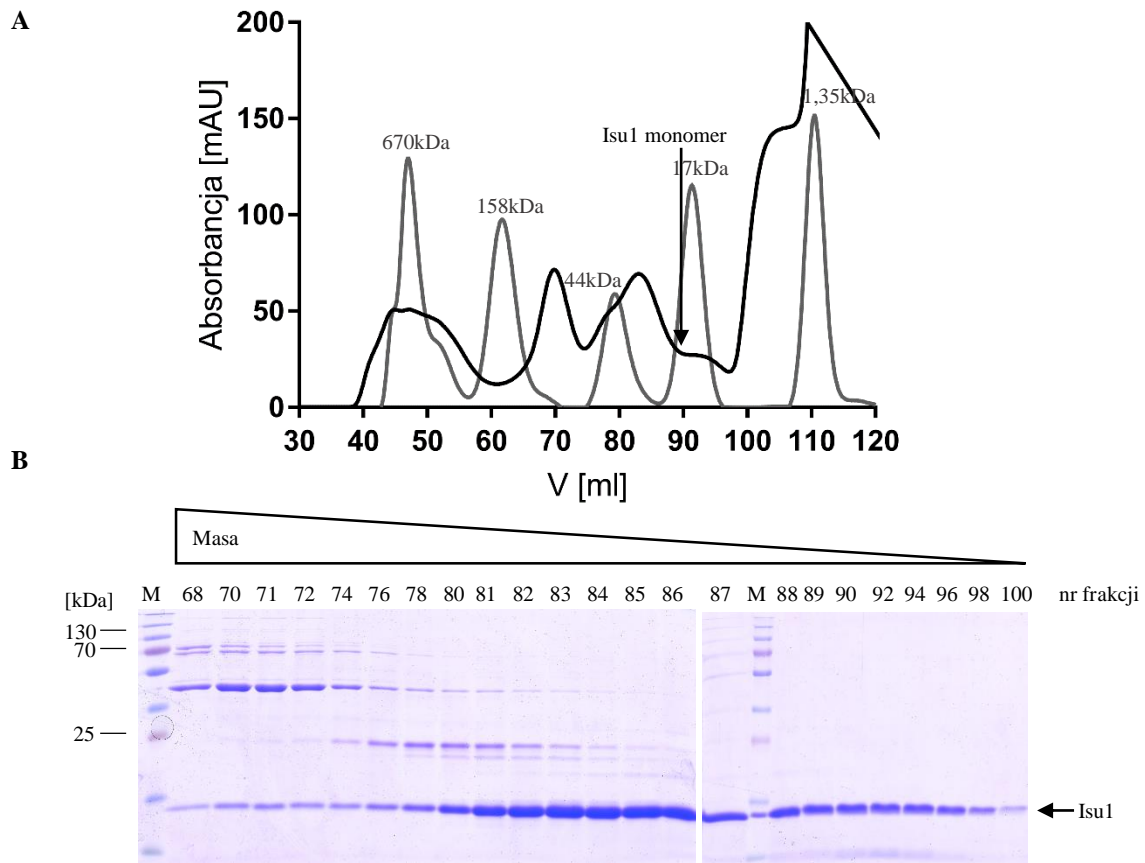 A
Absorbancja [mAU]
200
150
100
50
0
670kDa
158kDa
44kDa
Isu1 monomer
17kDa
1,35kDa
30 40 50 60 70 80 90 100 110 120
V [ml]
B
Masa
[kDa] M 68 70 71 72 74 76 78 80 81 82 83 84 85 86 87 M 88 89 90 92 94 96 98 100 nr frakcji
130
70
25
Isu1